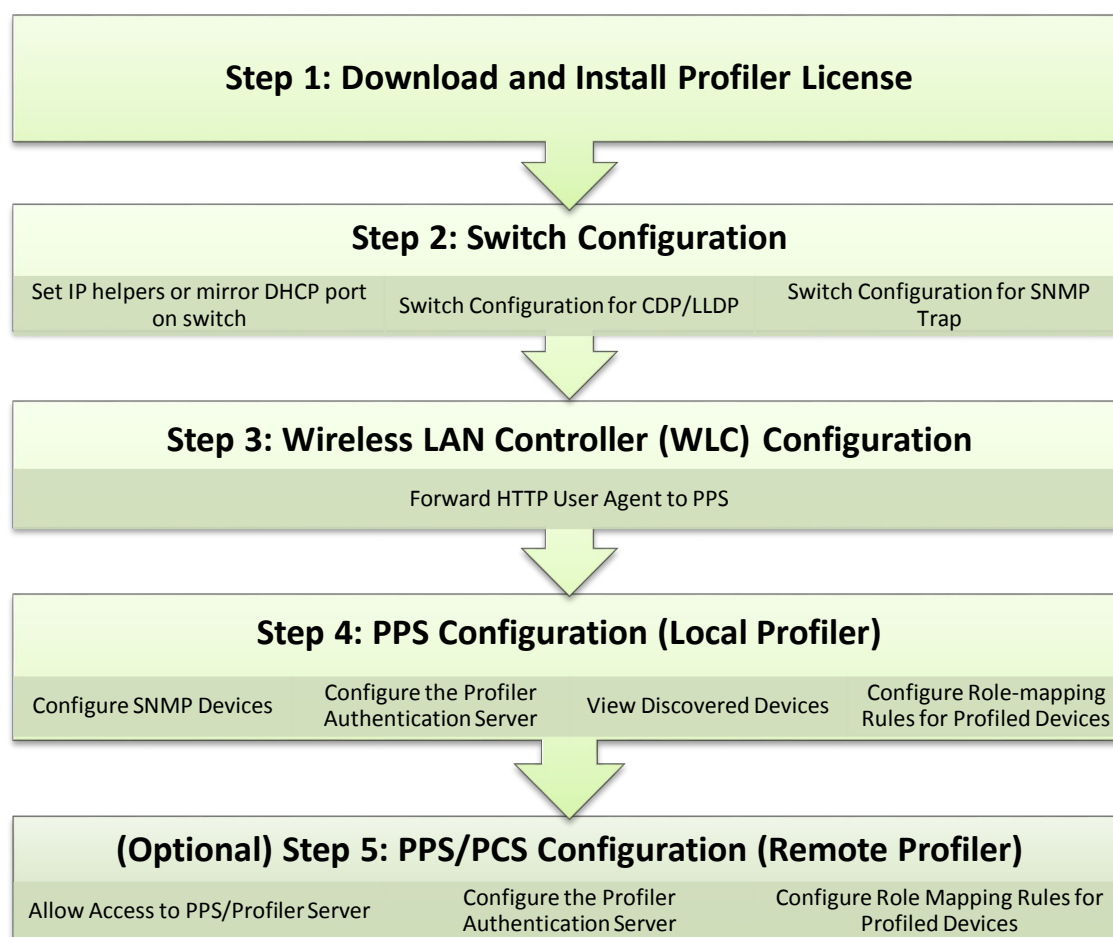 Step 1: Download and Install Profiler License
Step 2: Switch Configuration
Set IP helpers or mirror DHCP port
on switch
Switch Configuration for CDP/LLDP
Switch Configuration for SNMP
Trap
Step 3: Wireless LAN Controller (WLC) Configuration
Forward HTTP User Agent to PPS
Step 4: PPS Configuration (Local Profiler)
Configure SNMP Devices
Configure the Profiler
Authentication Server
View Discovered Devices
Configure Role-mapping
Rules for Profiled Devices
(Optional) Step 5: PPS/PCS Configuration (Remote Profiler)
Allow Access to PPS/Profiler Server
Configure the Profiler
Authentication Server
Configure Role Mapping Rules for
Profiled Devices